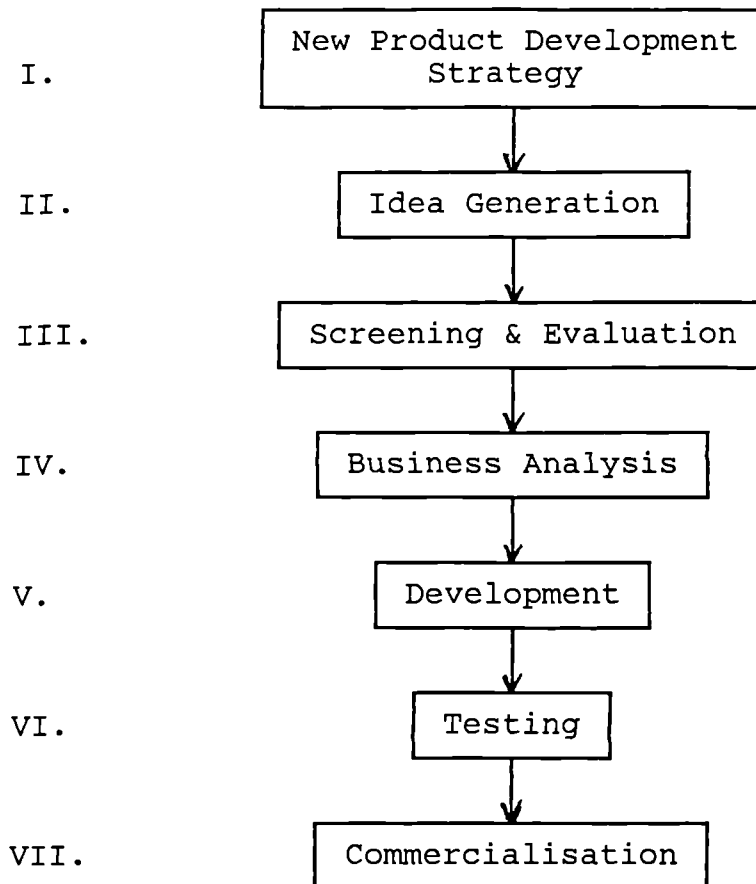 I. New Product Development
Strategy
II. Idea Generation
III. Screening & Evaluation
IV. Business Analysis
V. Development
VI. Testing
VII. Commercialisation